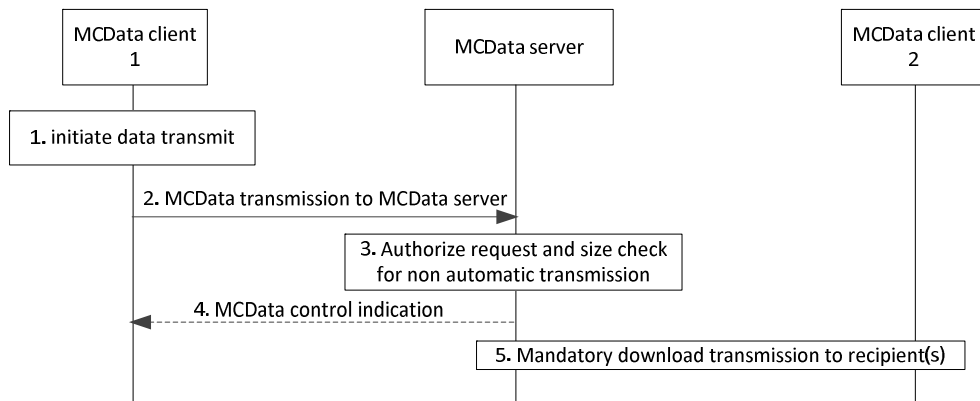 MCData client
1
MCData server
MCData client
2
1. initiate data transmit
2. MCData transmission to MCData server
3. Authorize request and size check
for non automatic transmission
4. MCData control indication
5. Mandatory download transmission to recipient(s)